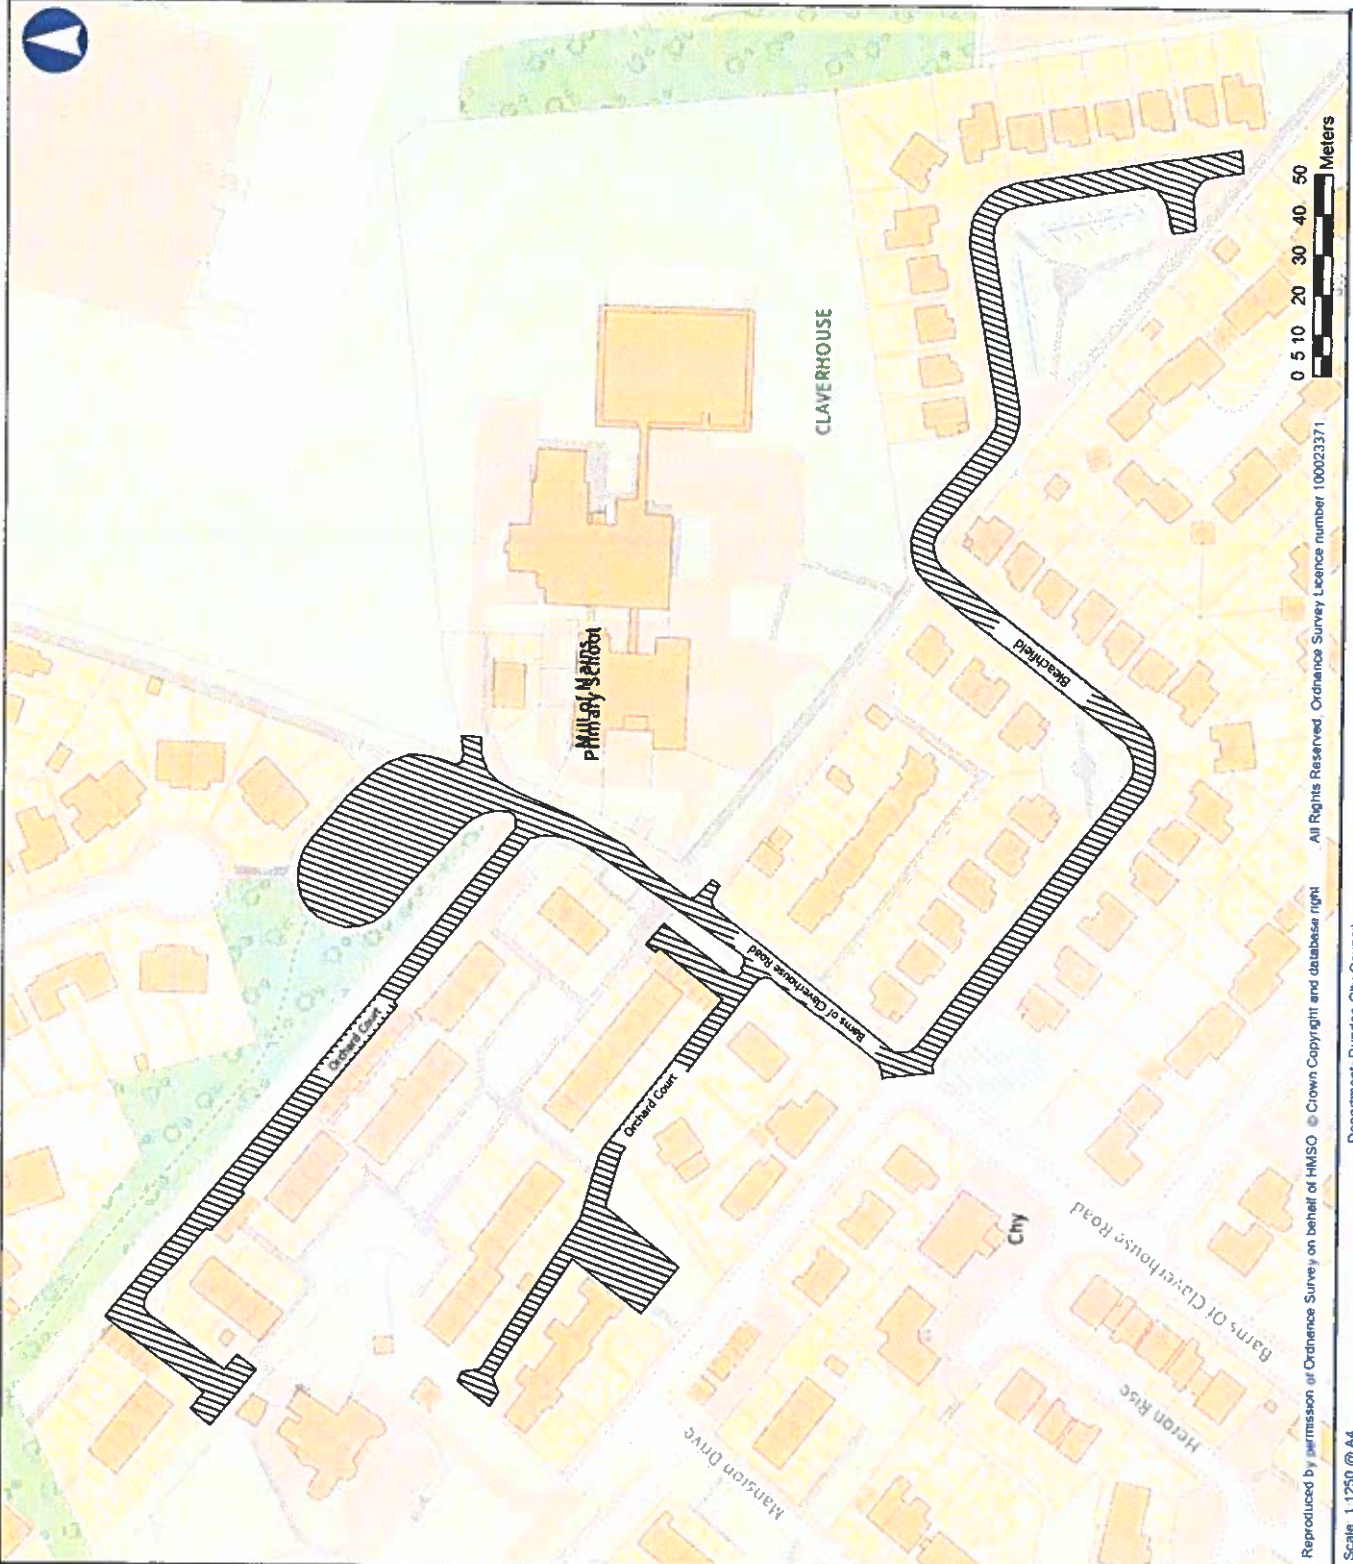 Orchard Court
Mill of Mains
Primary School
CLAVERHOUSE
Orchard Court
Barns of Claverhouse Road
Bleachfield
Chy
Mansion Drive
Heron Rise
Barns Of Claverhouse Road
0 5 10 20 30 40 50
Meters
Reproduced by permission of Ordnance Survey on behalf of HMSO © Crown Copyright and database right All Rights Reserved. Ordnance Survey Licence number 100023371
Scale: 1:1250 @ A4